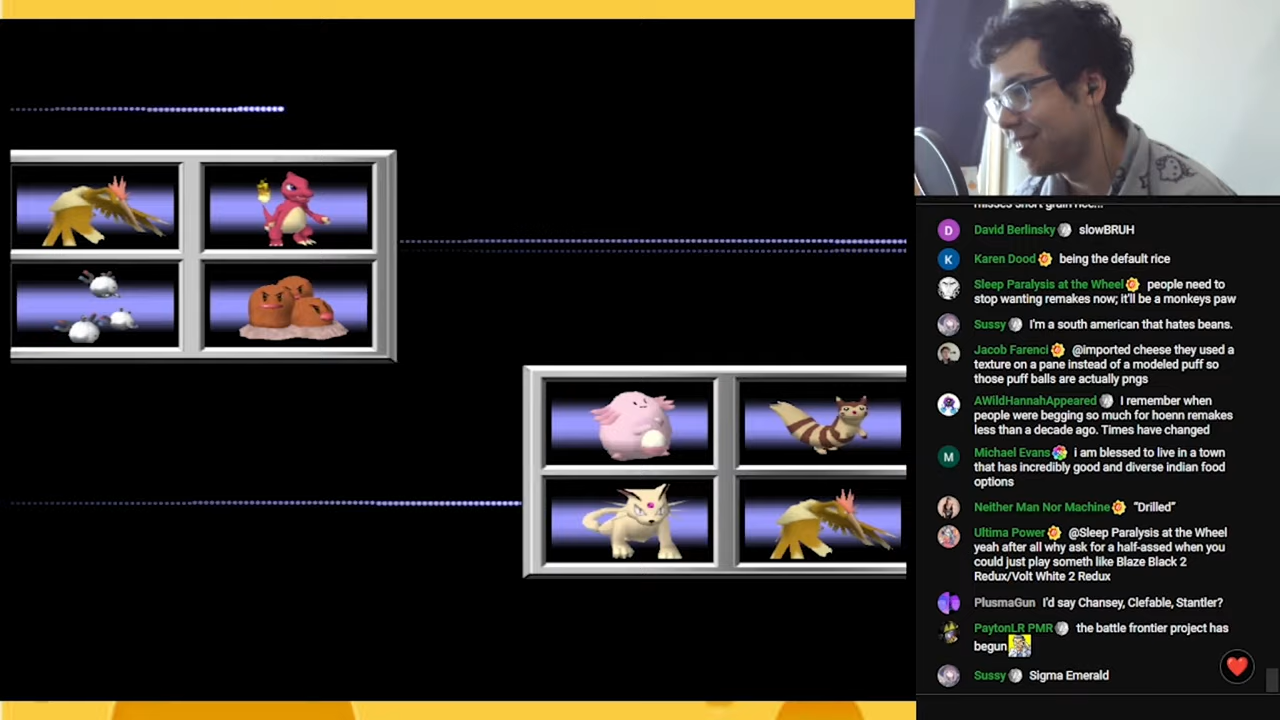 David Berlinsky slowBRUH
Karen Dood being the default rice
Sleep Paralysis at the Wheel people need to
stop wanting remakes now; it'll be a monkeys paw
Sussy I'm a south american that hates beans.
Jacob Farenci @imported cheese they used a
texture on a pane instead of a modeled puff so
those puff balls are actually pngs
AWildHannahAppeared I remember when
people were begging so much for hoenn remakes
less than a decade ago. Times have changed
M
Michael Evans i am blessed to live in a town
that has incredibly good and diverse indian food
options
Neither Man Nor Machine "Drilled"
Ultima Power @Sleep Paralysis at the Wheel
yeah after all why ask for a half-assed when you
could just play someth like Blaze Black 2
Redux/Volt White 2 Redux
PlusmaGun I'd say Chansey, Clefable, Stantler?
PaytonLR PMR the battle frontier project has
begun
Sussy Sigma Emerald